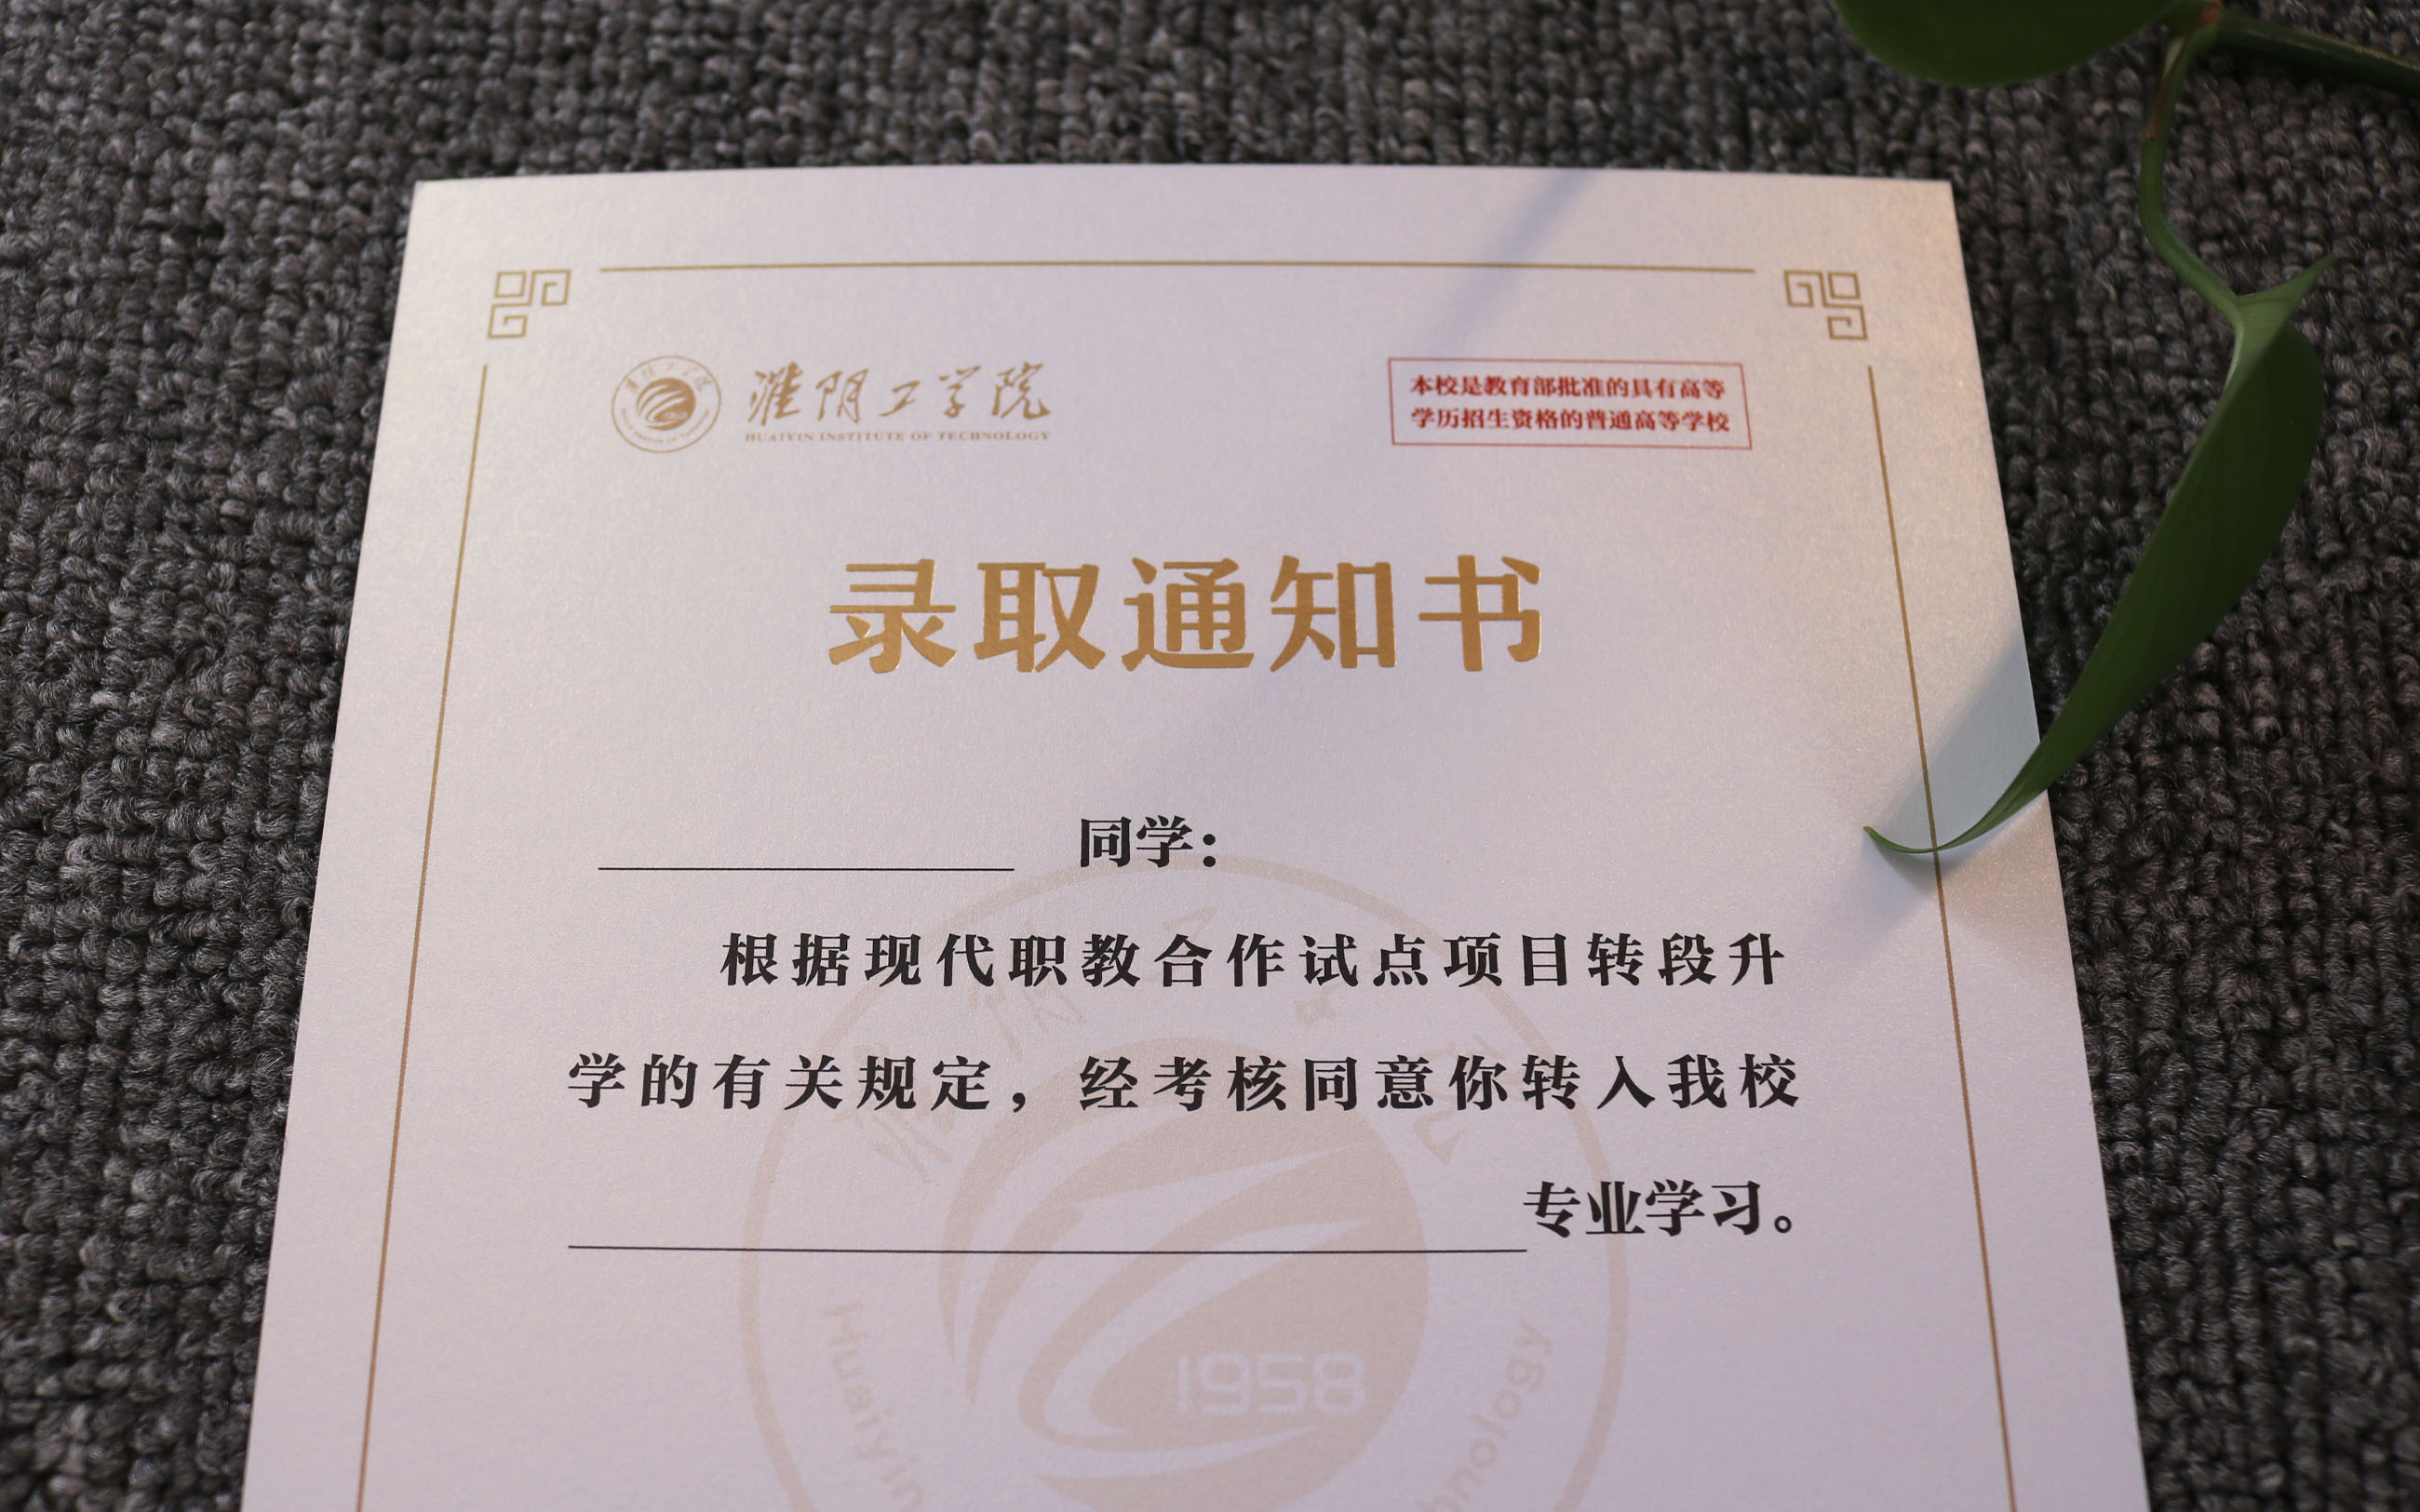 淮阴工学院
HUAIYIN INSTITUTE OF TECHNOLOGY
本校是教育部批准的具有高等
学历招生资格的普通高等学校
录取通知书
同学：
根据现代职教合作试点项目转段升
学的有关规定，经考核同意你转入我校
专业学习。
1958
Huaiyin